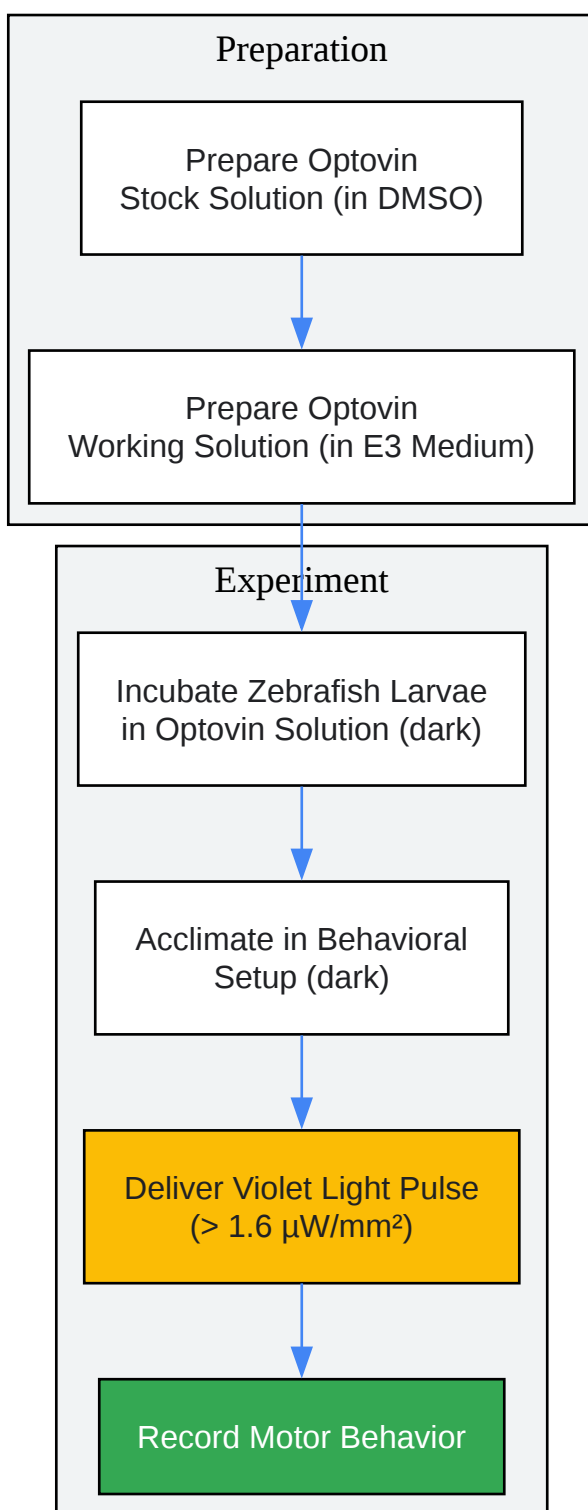 Preparation
Prepare Optovin
Stock Solution (in DMSO)
Prepare Optovin
Working Solution (in E3 Medium)
Experiment
Incubate Zebrafish Larvae
in Optovin Solution (dark)
Acclimate in Behavioral
Setup (dark)
Deliver Violet Light Pulse
(> 1.6 µW/mm²)
Record Motor Behavior